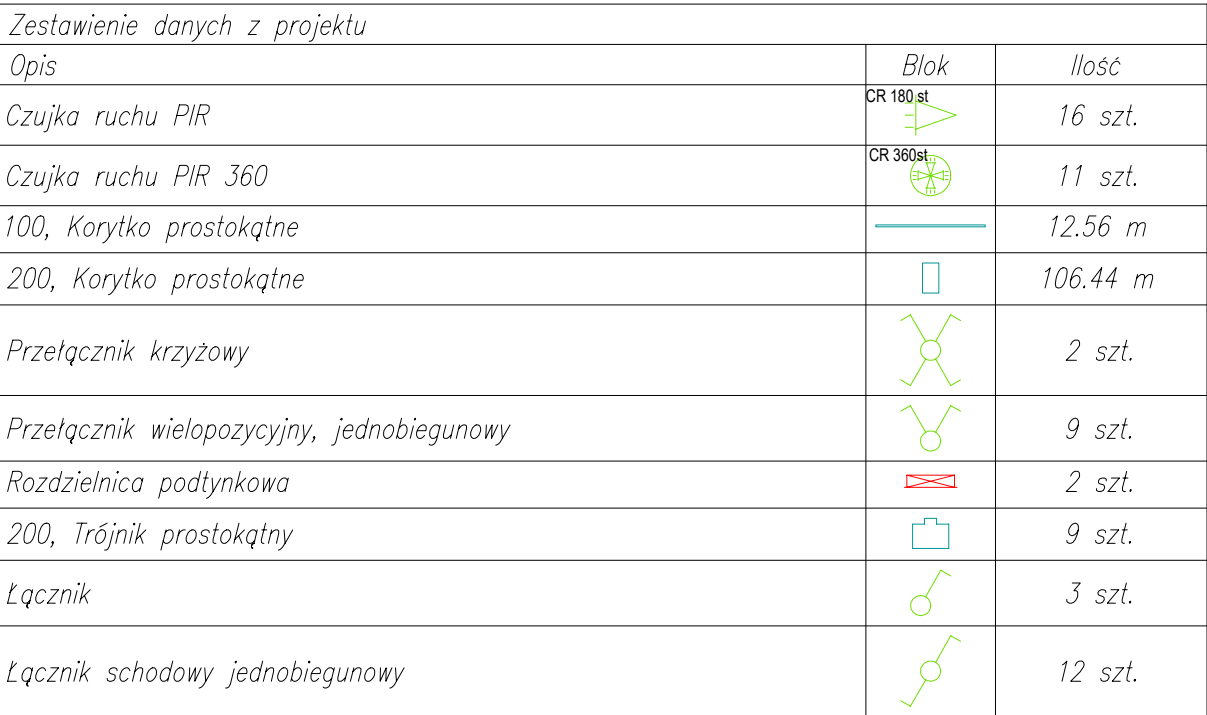 Zestawienie danych z projektu
Opis Blok Ilość
Czujka ruchu PIR CR 180 st 16 szt.
Czujka ruchu PIR 360 CR 360st 11 szt.
100, Korytko prostokątne 12.56 m
200, Korytko prostokątne 106.44 m
Przełącznik krzyżowy 2 szt.
Przełącznik wielopozycyjny, jednobiegunowy 9 szt.
Rozdzielnica podtynkowa 2 szt.
200, Trójnik prostokątny 9 szt.
Łącznik 3 szt.
Łącznik schodowy jednobiegunowy 12 szt.